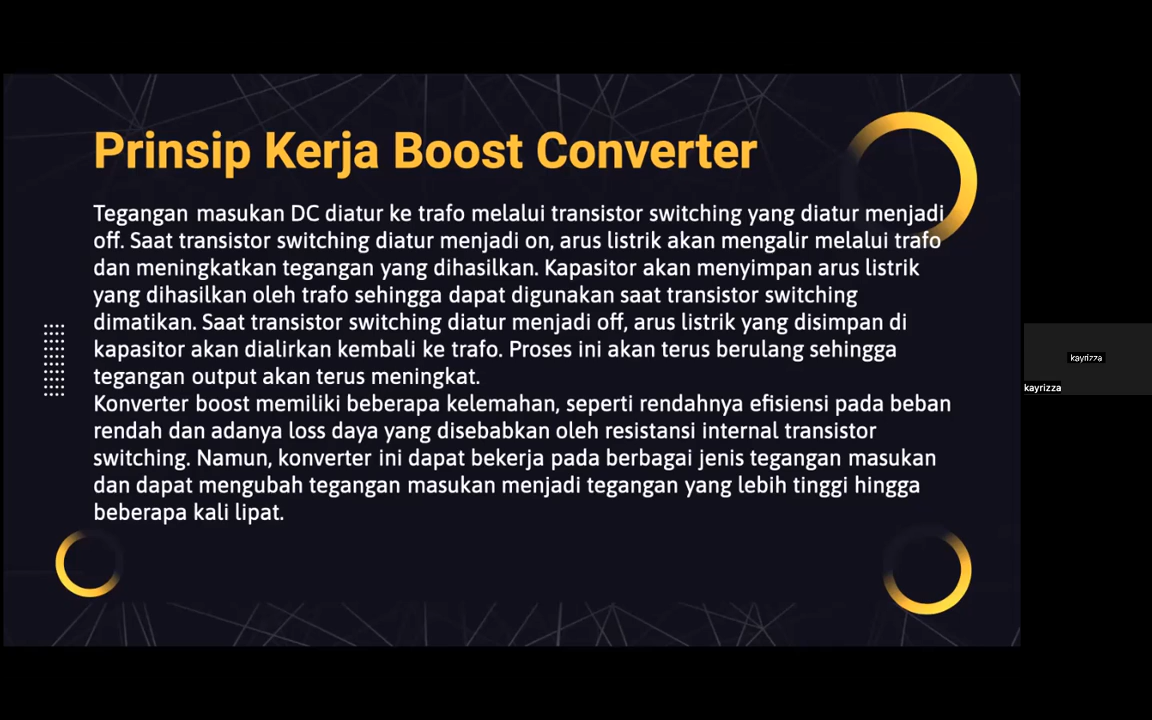 Prinsip Kerja Boost Converter
Tegangan masukan DC diatur ke trafo melalui transistor switching yang diatur menjadi
off. Saat transistor switching diatur menjadi on, arus listrik akan mengalir melalui trafo
dan meningkatkan tegangan yang dihasilkan. Kapasitor akan menyimpan arus listrik
yang dihasilkan oleh trafo sehingga dapat digunakan saat transistor switching
dimatikan. Saat transistor switching diatur menjadi off, arus listrik yang disimpan di
kapasitor akan dialirkan kembali ke trafo. Proses ini akan terus berulang sehingga
tegangan output akan terus meningkat.
Konverter boost memiliki beberapa kelemahan, seperti rendahnya efisiensi pada beban
rendah dan adanya loss daya yang disebabkan oleh resistansi internal transistor
switching. Namun, konverter ini dapat bekerja pada berbagai jenis tegangan masukan
dan dapat mengubah tegangan masukan menjadi tegangan yang lebih tinggi hingga
beberapa kali lipat.
kayrizza
kayrizza